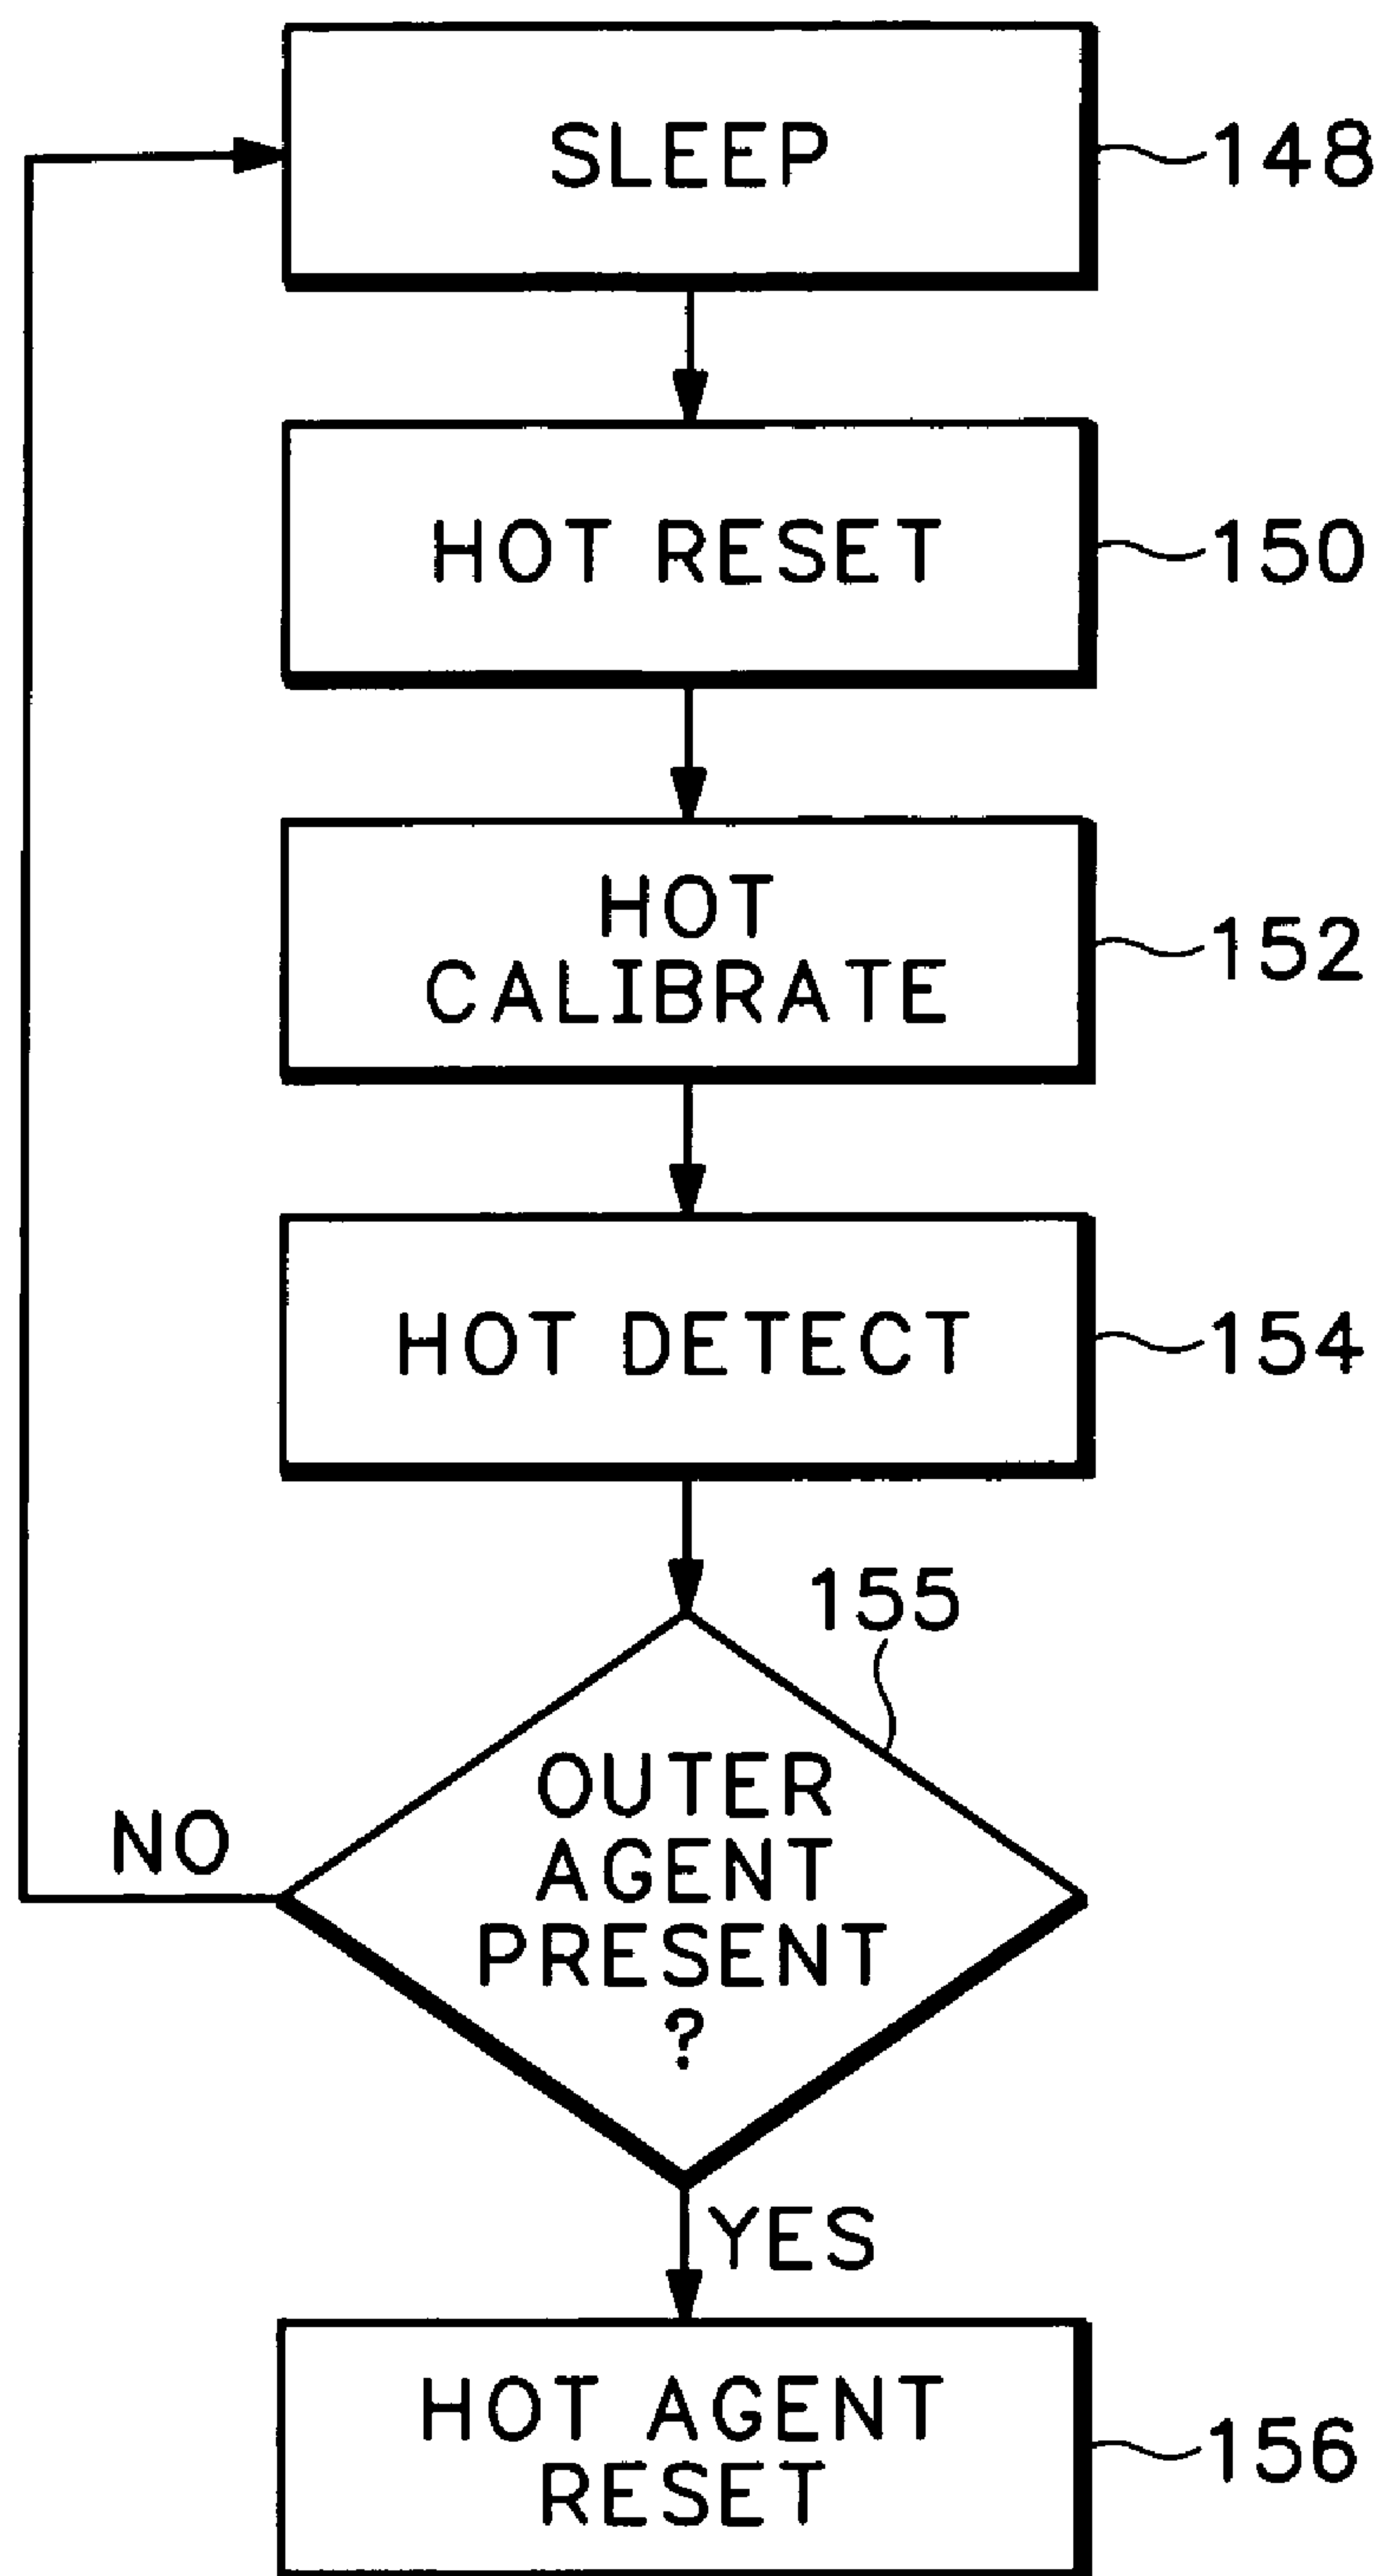 SLEEP
148
HOT RESET
150
HOT
CALIBRATE
152
HOT DETECT
154
155
OUTER
AGENT
PRESENT
?
NO
YES
HOT AGENT
RESET
156